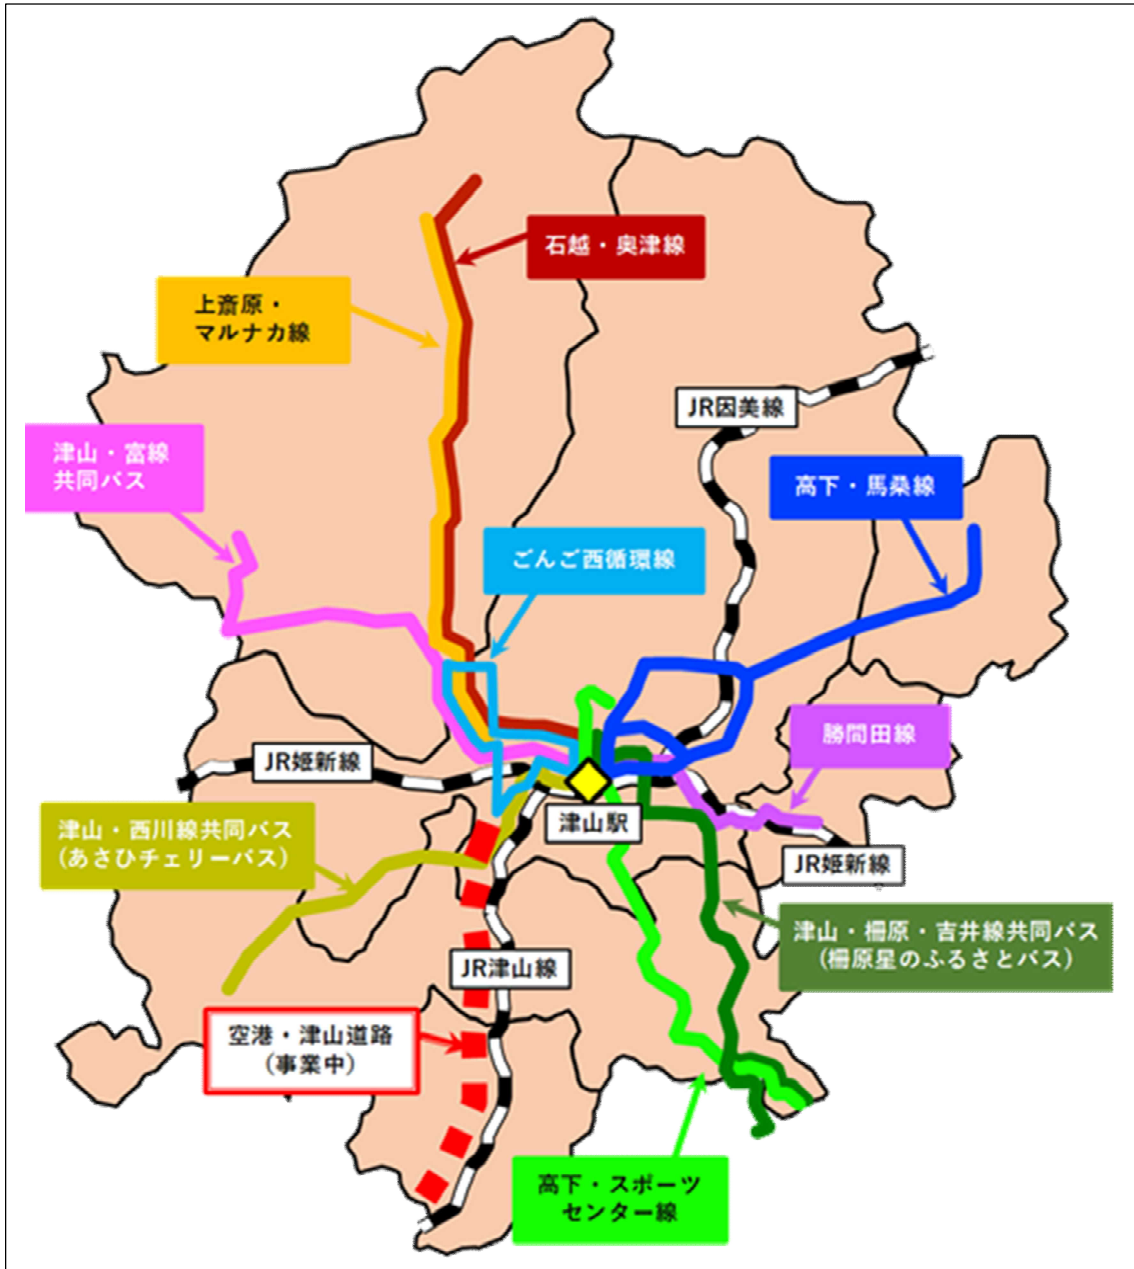 石越・奥津線
上斎原・
マルナカ線
JR因美線
津山・富線
共同バス
高下・馬桑線
ごんご西循環線
勝間田線
JR姫新線
津山駅
津山・西川線共同バス
(あさひチェリーバス)
JR姫新線
津山・柵原・吉井線共同バス
(柵原星のふるさとバス)
JR津山線
空港・津山道路
(事業中)
高下・スポーツ
センター線